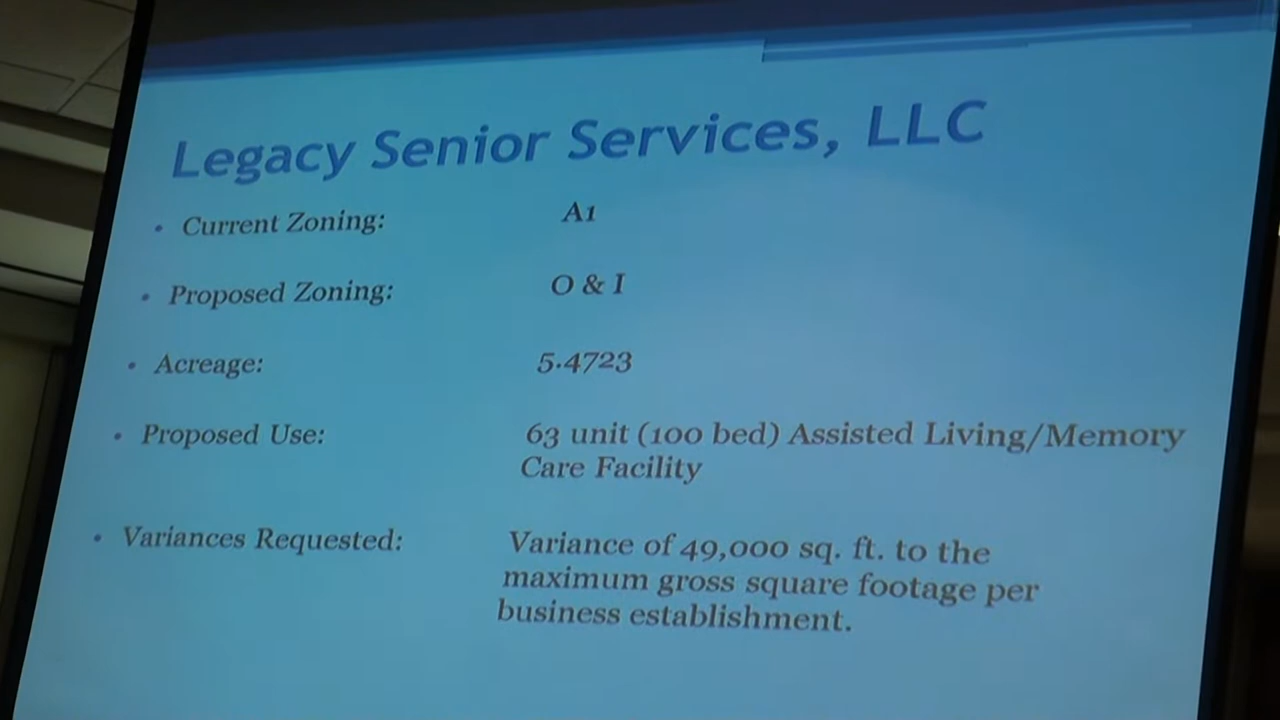 Legacy Senior Services, LLC
• Current Zoning: A1
• Proposed Zoning: O & I
• Acreage: 5.4723
• Proposed Use: 63 unit (100 bed) Assisted Living/Memory
Care Facility
• Variances Requested: Variance of 49,000 sq. ft. to the
maximum gross square footage per
business establishment.